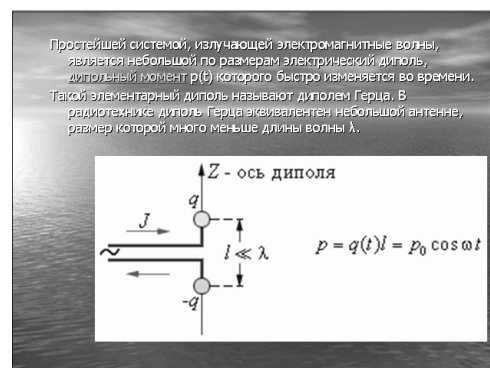 Простейшей системой, излучающей электромагнитные волны,
является небольшой по размерам электрический диполь,
дипольный момент p(t) которого быстро изменяется во времени.
Такой элементарный диполь называют диполем Герца. В
радиотехнике диполь Герца эквивалентен небольшой антенне,
размер которой много меньше длины волны λ.
Z - ось диполя
q
J
l ≪ λ
p = q(t)l = p₀ cos ω t
-q